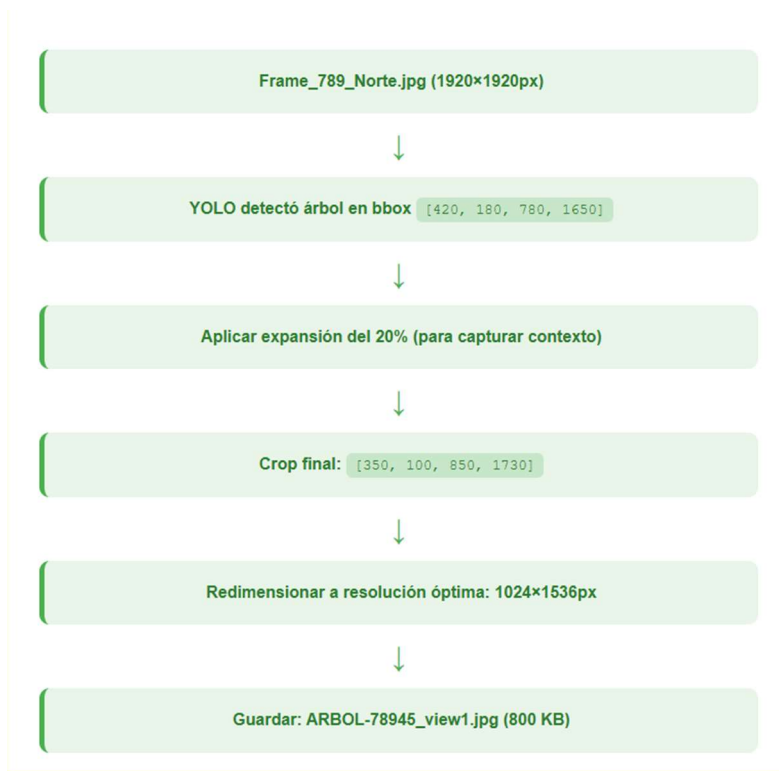 Frame_789_Norte.jpg (1920×1920px)
↓
YOLO detectó árbol en bbox [420, 180, 780, 1650]
↓
Aplicar expansión del 20% (para capturar contexto)
↓
Crop final: [350, 100, 850, 1730]
↓
Redimensionar a resolución óptima: 1024×1536px
↓
Guardar: ARBOL-78945_view1.jpg (800 KB)